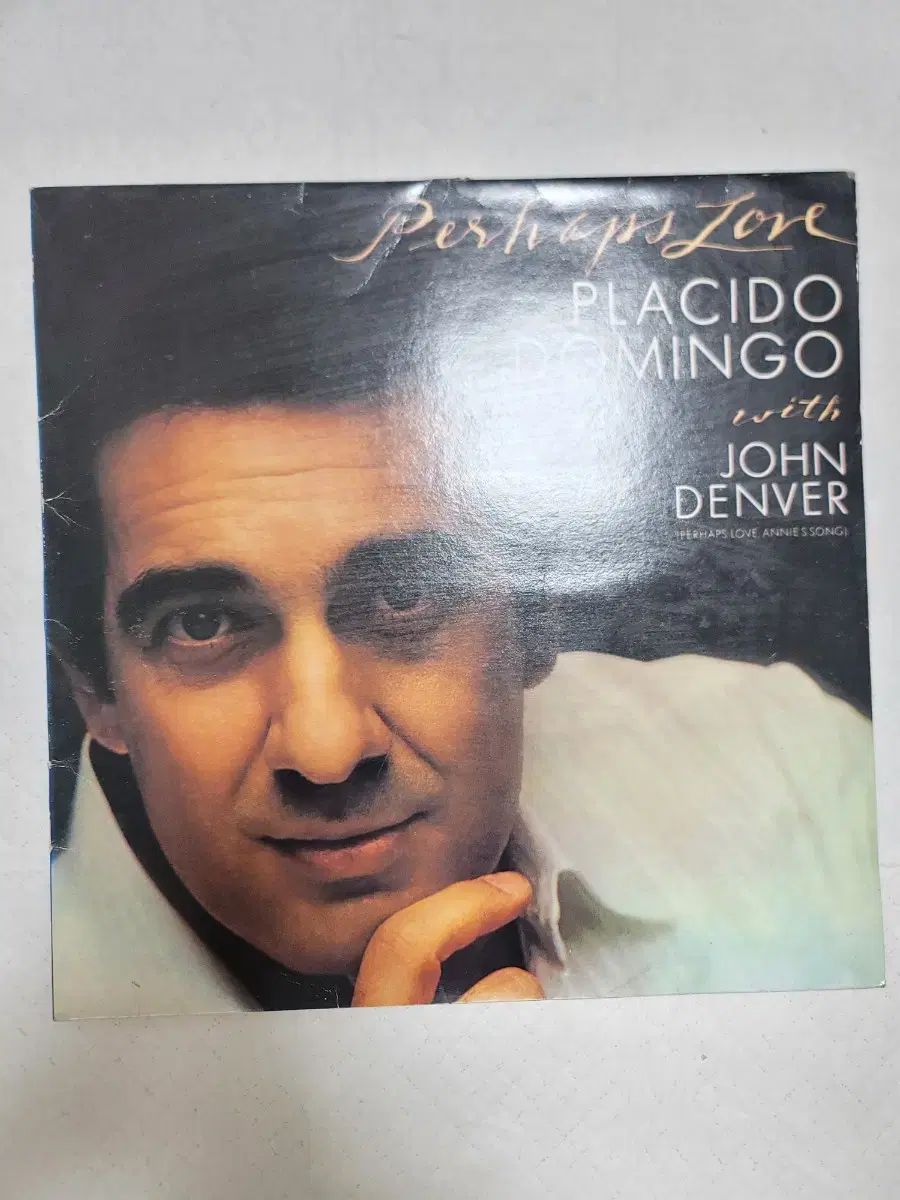 Perhaps Love
PLACIDO
DOMINGO
with
JOHN
DENVER
(PERHAPS LOVE, ANNIE'S SONG)